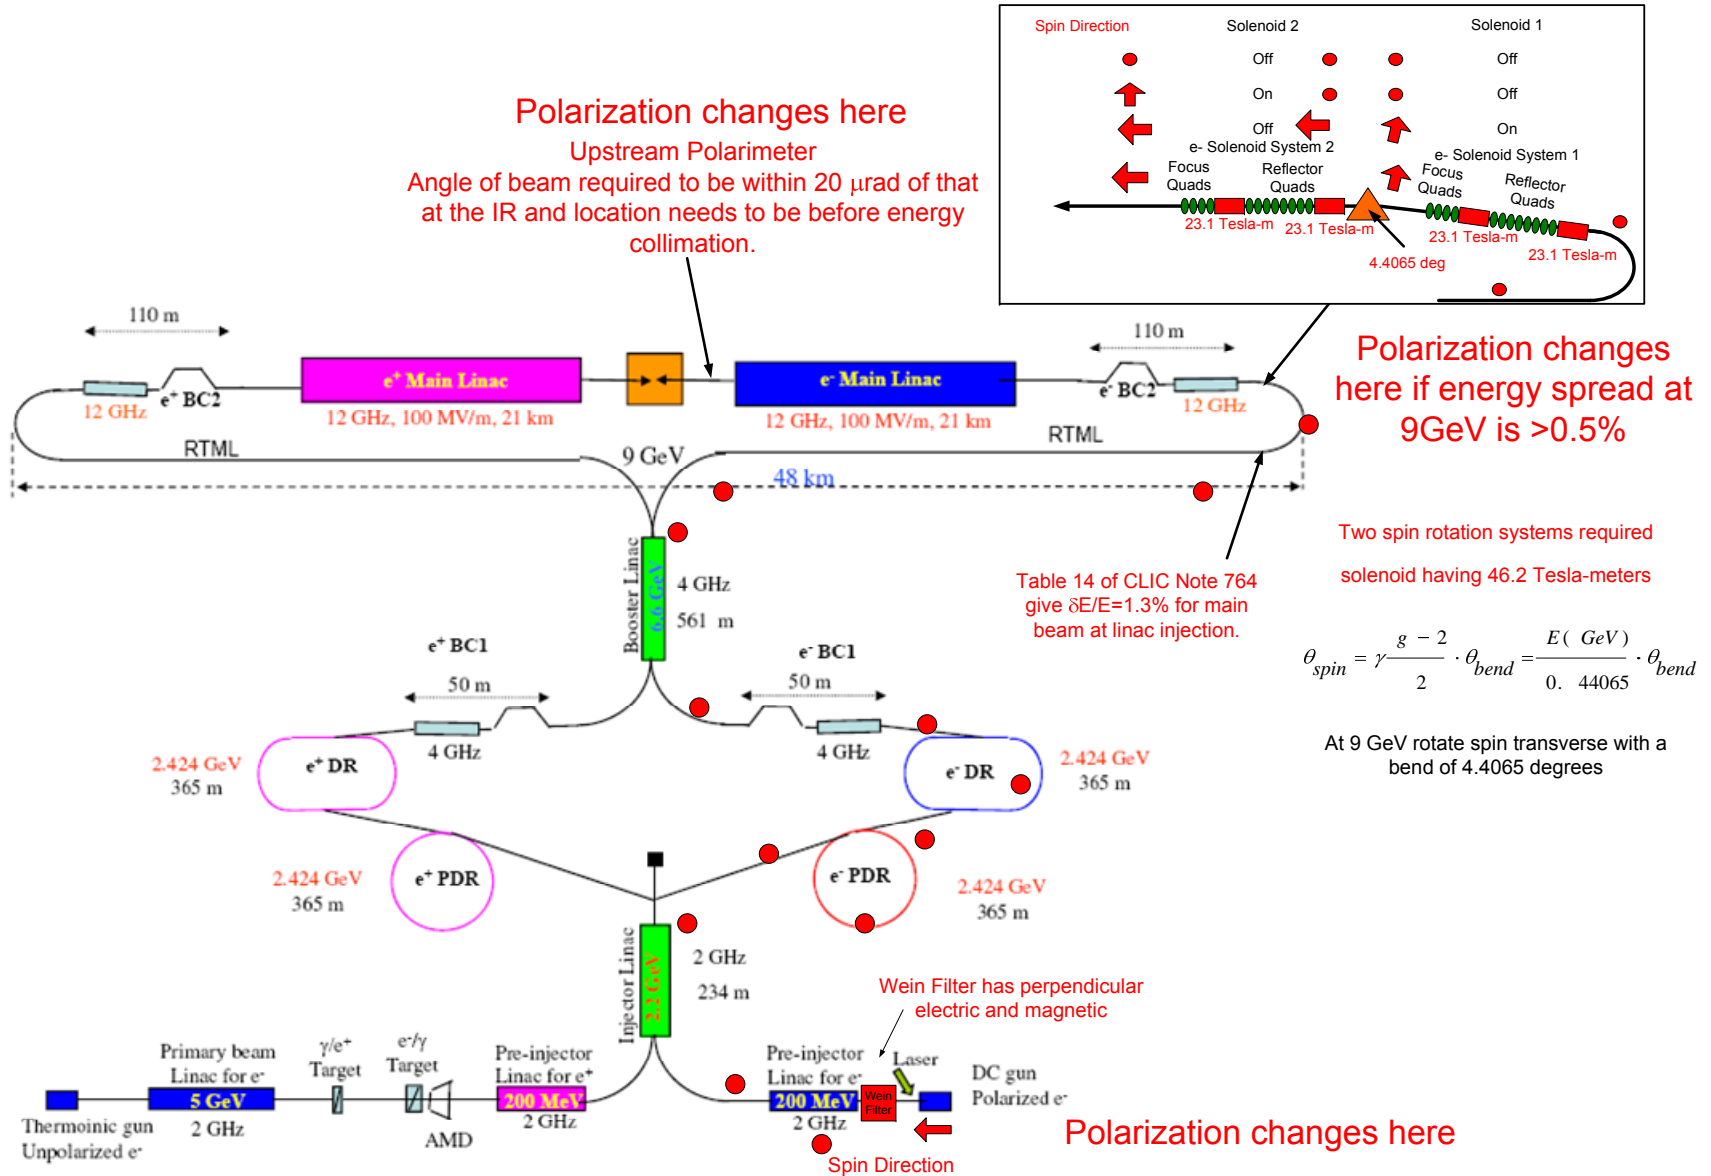 Spin Direction
Solenoid 2
Solenoid 1
Off
Off
On
Off
Off
On
e- Solenoid System 2
e- Solenoid System 1
Focus
Quads
Reflector
Quads
Focus
Quads
Reflector
Quads
23.1 Tesla-m
23.1 Tesla-m
23.1 Tesla-m
23.1 Tesla-m
4.4065 deg
Polarization changes here
Upstream Polarimeter
Angle of beam required to be within 20 μrad of that
at the IR and location needs to be before energy
collimation.
110 m
110 m
e⁺ Main Linac
e⁻ Main Linac
12 GHz
e⁺ BC2
12 GHz, 100 MV/m, 21 km
12 GHz, 100 MV/m, 21 km
e⁻ BC2
12 GHz
RTML
RTML
9 GeV
48 km
Polarization changes
here if energy spread at
9GeV is >0.5%
Two spin rotation systems required
solenoid having 46.2 Tesla-meters
Table 14 of CLIC Note 764
give δE/E=1.3% for main
beam at linac injection.
θspin = γ (g − 2)/2 · θbend = E( GeV)/0. 44065 · θbend
At 9 GeV rotate spin transverse with a
bend of 4.4065 degrees
Booster Linac
6.6 GeV
4 GHz
561 m
e⁺ BC1
e⁻ BC1
50 m
50 m
4 GHz
4 GHz
2.424 GeV
365 m
e⁺ DR
e⁻ DR
2.424 GeV
365 m
2.424 GeV
365 m
e⁺ PDR
e⁻ PDR
2.424 GeV
365 m
Injector Linac
2.2 GeV
2 GHz
234 m
Wein Filter has perpendicular
electric and magnetic
Primary beam
Linac for e⁻
5 GeV
2 GHz
γ/e⁺
Target
e⁻/γ
Target
AMD
Pre-injector
Linac for e⁺
200 MeV
2 GHz
Pre-injector
Linac for e⁻
200 MeV
2 GHz
Wein
Filter
Laser
DC gun
Polarized e⁻
Thermoinic gun
Unpolarized e⁻
Polarization changes here
Spin Direction